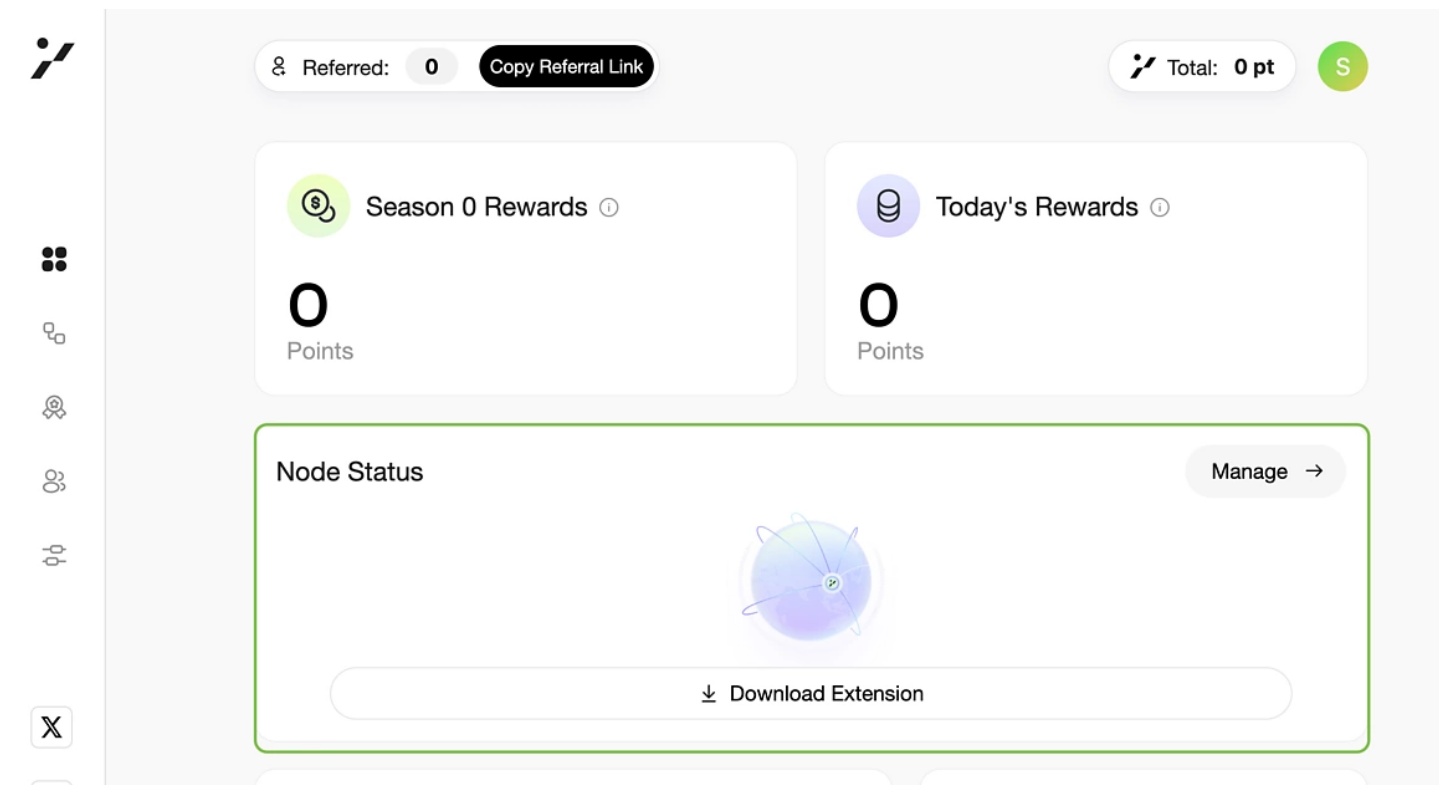 Referred: 0 Copy Referral Link
Total: 0 pt
S
Season 0 Rewards
0
Points
Today's Rewards
0
Points
Node Status
Manage →
Download Extension
X